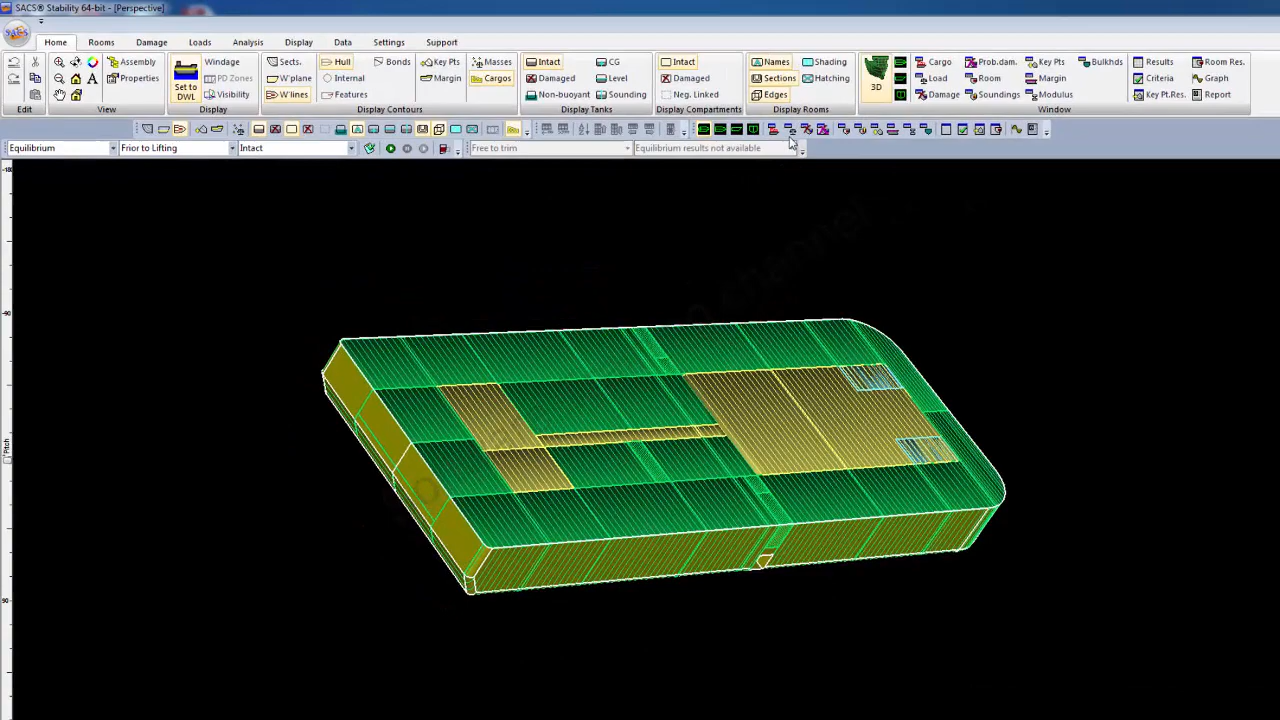 SACS® Stability 64-bit - [Perspective]
SACS
Home Rooms Damage Loads Analysis Display Data Settings Support
Assembly Windage Sects. Hull Bonds Key Pts Masses Intact CG Intact Names Shading Cargo Prob.dam. Key Pts Bulkhds Results Room Res.
Properties PD Zones W'plane Internal Margin Cargos Damaged Level Damaged Sections Hatching 3D Load Room Margin Criteria Graph
Set to DWL Visibility W'lines Features Non-buoyant Sounding Neg. Linked Edges Damage Soundings Modulus Key Pt.Res. Report
Edit View Display Display Contours Display Tanks Display Compartments Display Rooms Window
Equilibrium Prior to Lifting Intact Free to trim Equilibrium results not available
-90
Pitch
90
channel